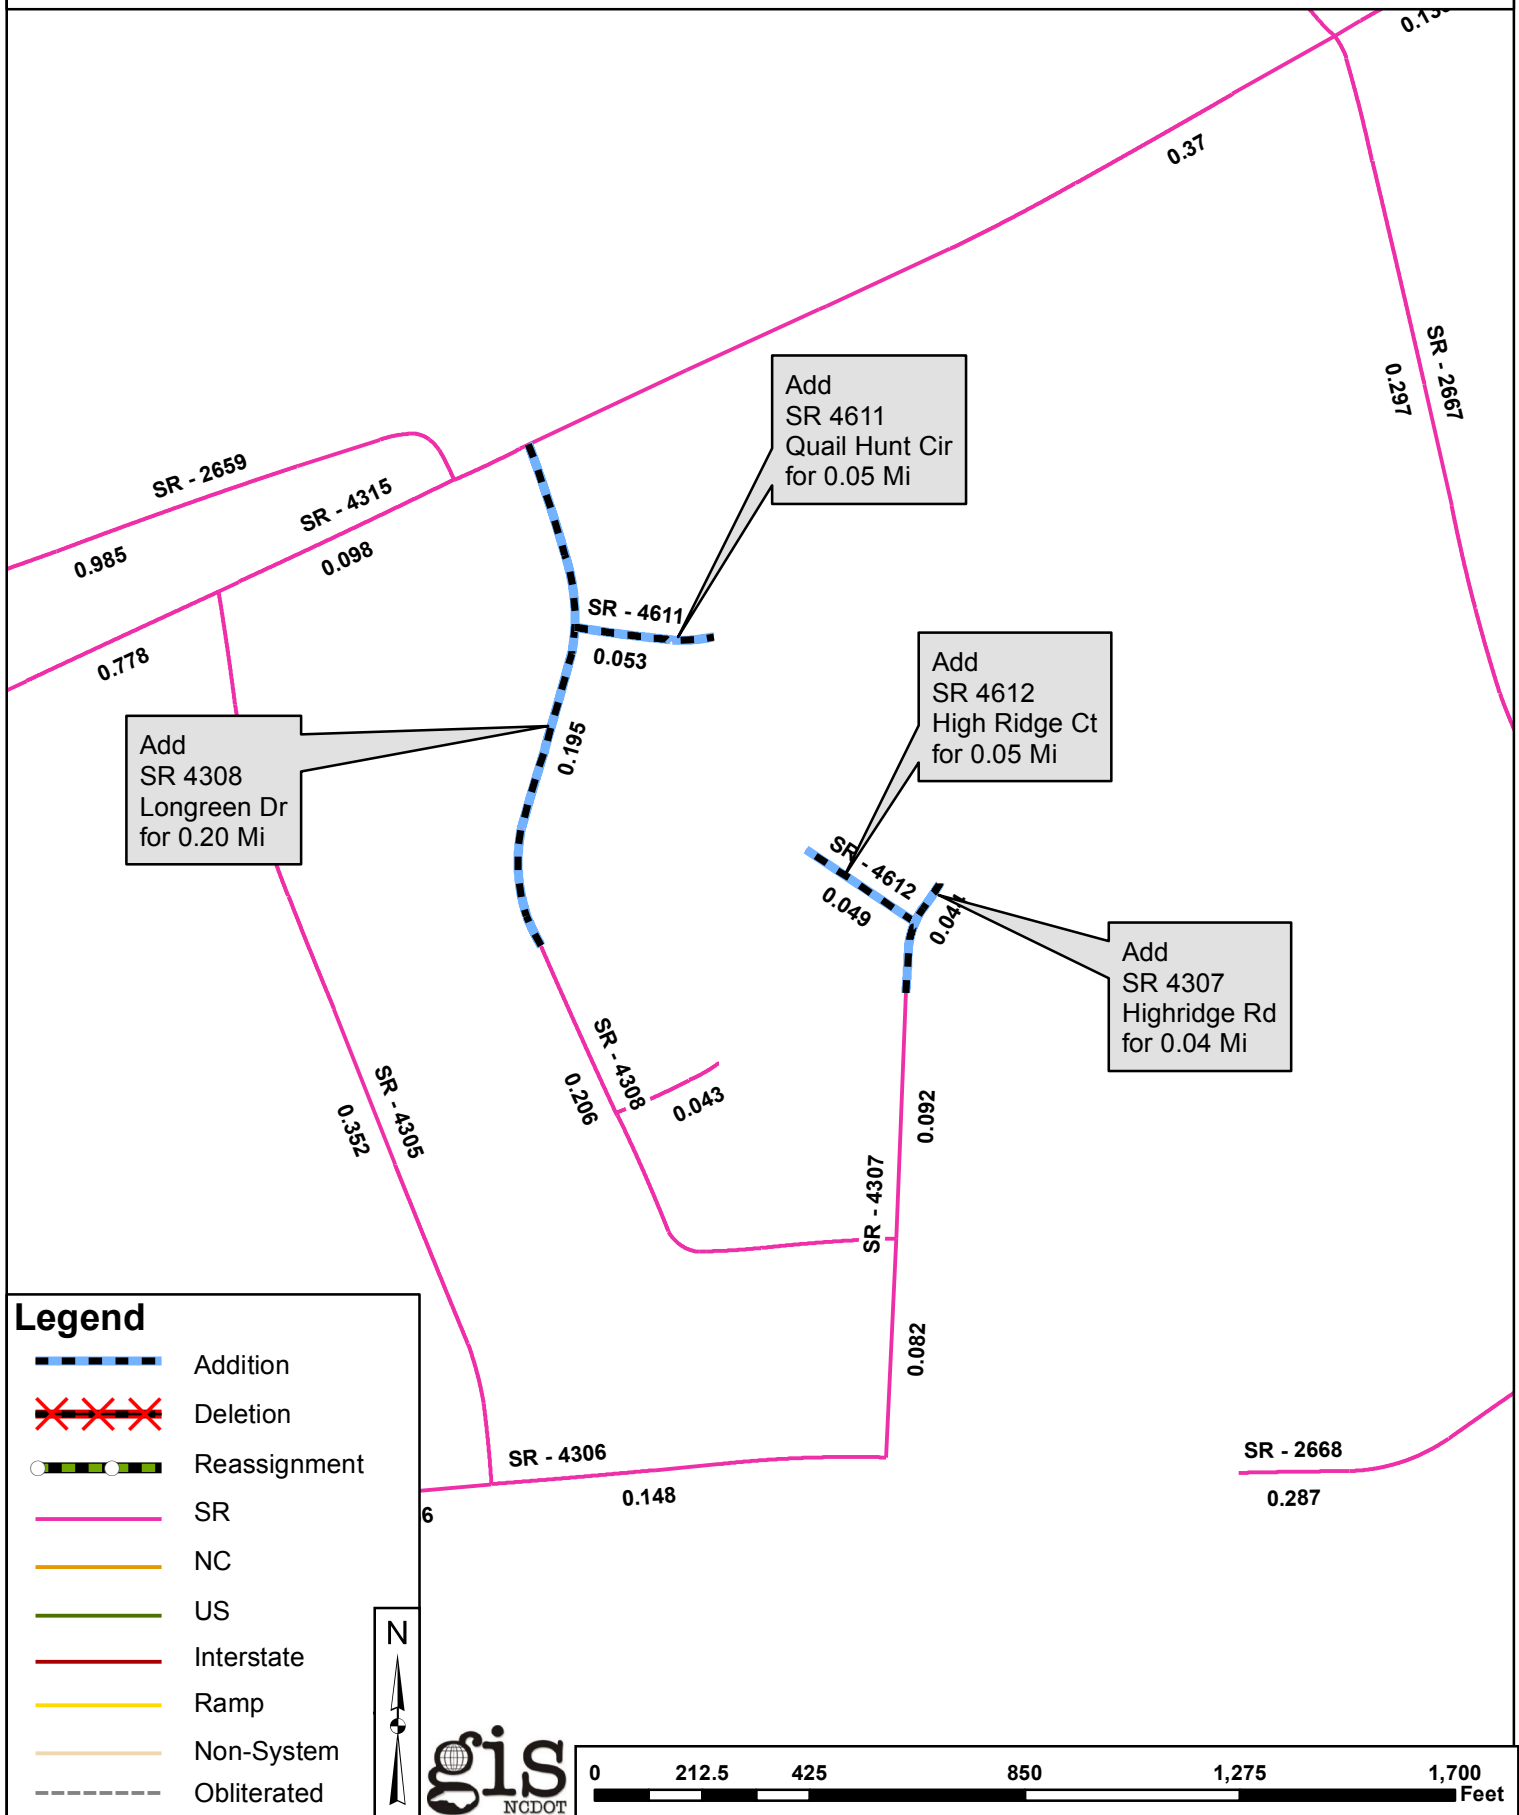 0.37
SR - 2667
0.297
Add
SR 4611
Quail Hunt Cir
for 0.05 Mi
SR - 2659
0.985
SR - 4315
0.098
0.778
SR - 4611
0.053
Add
SR 4612
High Ridge Ct
for 0.05 Mi
Add
SR 4308
Longreen Dr
for 0.20 Mi
0.195
SR - 4612
0.049
Add
SR 4307
Highridge Rd
for 0.04 Mi
SR - 4308
0.206
0.043
SR - 4305
0.352
0.092
SR - 4307
0.082
SR - 4306
0.148
6
SR - 2668
0.287
Legend
Addition
Deletion
Reassignment
SR
NC
US
Interstate
Ramp
Non-System
Obliterated
N
gis
NCDOT
0 212.5 425 850 1,275 1,700
Feet